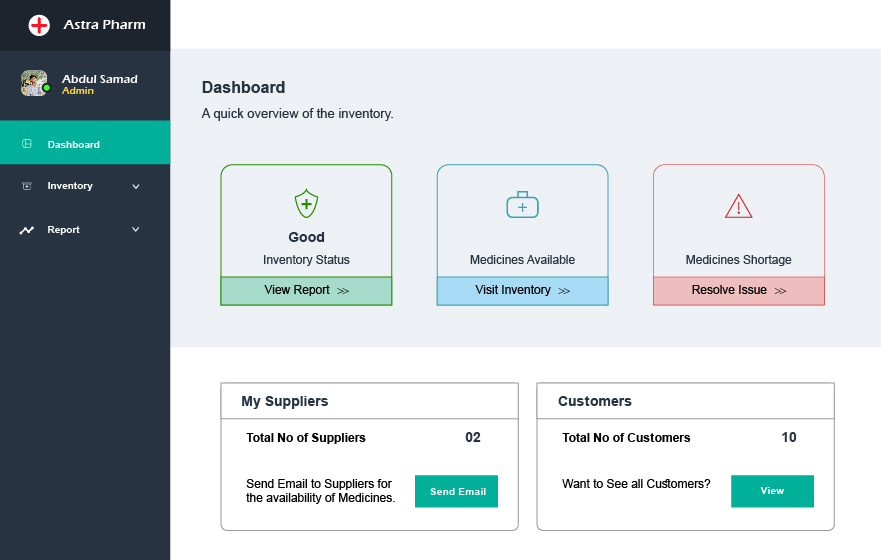 Astra Pharm
Abdul Samad
Admin
Dashboard
Inventory
Report
Dashboard
A quick overview of the inventory.
Good
Inventory Status
View Report >>
Medicines Available
Visit Inventory >>
Medicines Shortage
Resolve Issue >>
My Suppliers
Total No of Suppliers 02
Send Email to Suppliers for
the availability of Medicines.
Send Email
Customers
Total No of Customers 10
Want to See all Customers?
View